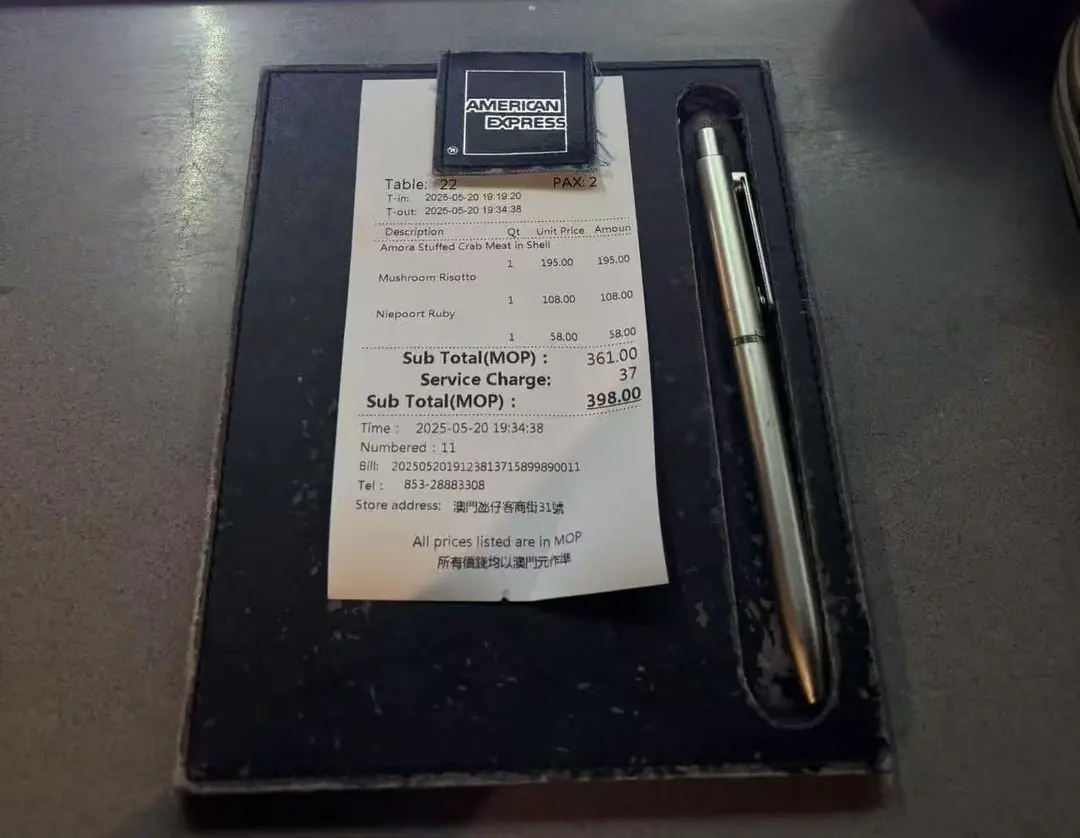 AMERICAN
EXPRESS
®
Table: 22 PAX: 2
T-in: 2025-05-20 19:19:20
T-out: 2025-05-20 19:34:38
Description Qt Unit Price Amoun
Amora Stuffed Crab Meat in Shell
1 195.00 195.00
Mushroom Risotto
1 108.00 108.00
Niepoort Ruby
1 58.00 58.00
Sub Total(MOP) : 361.00
Service Charge: 37
Sub Total(MOP) : 398.00
Time : 2025-05-20 19:34:38
Numbered : 11
Bill: 2025052019123813715899890011
Tel : 853-28883308
Store address: 澳門氹仔客商街31號
All prices listed are in MOP
所有價錢均以澳門元作準